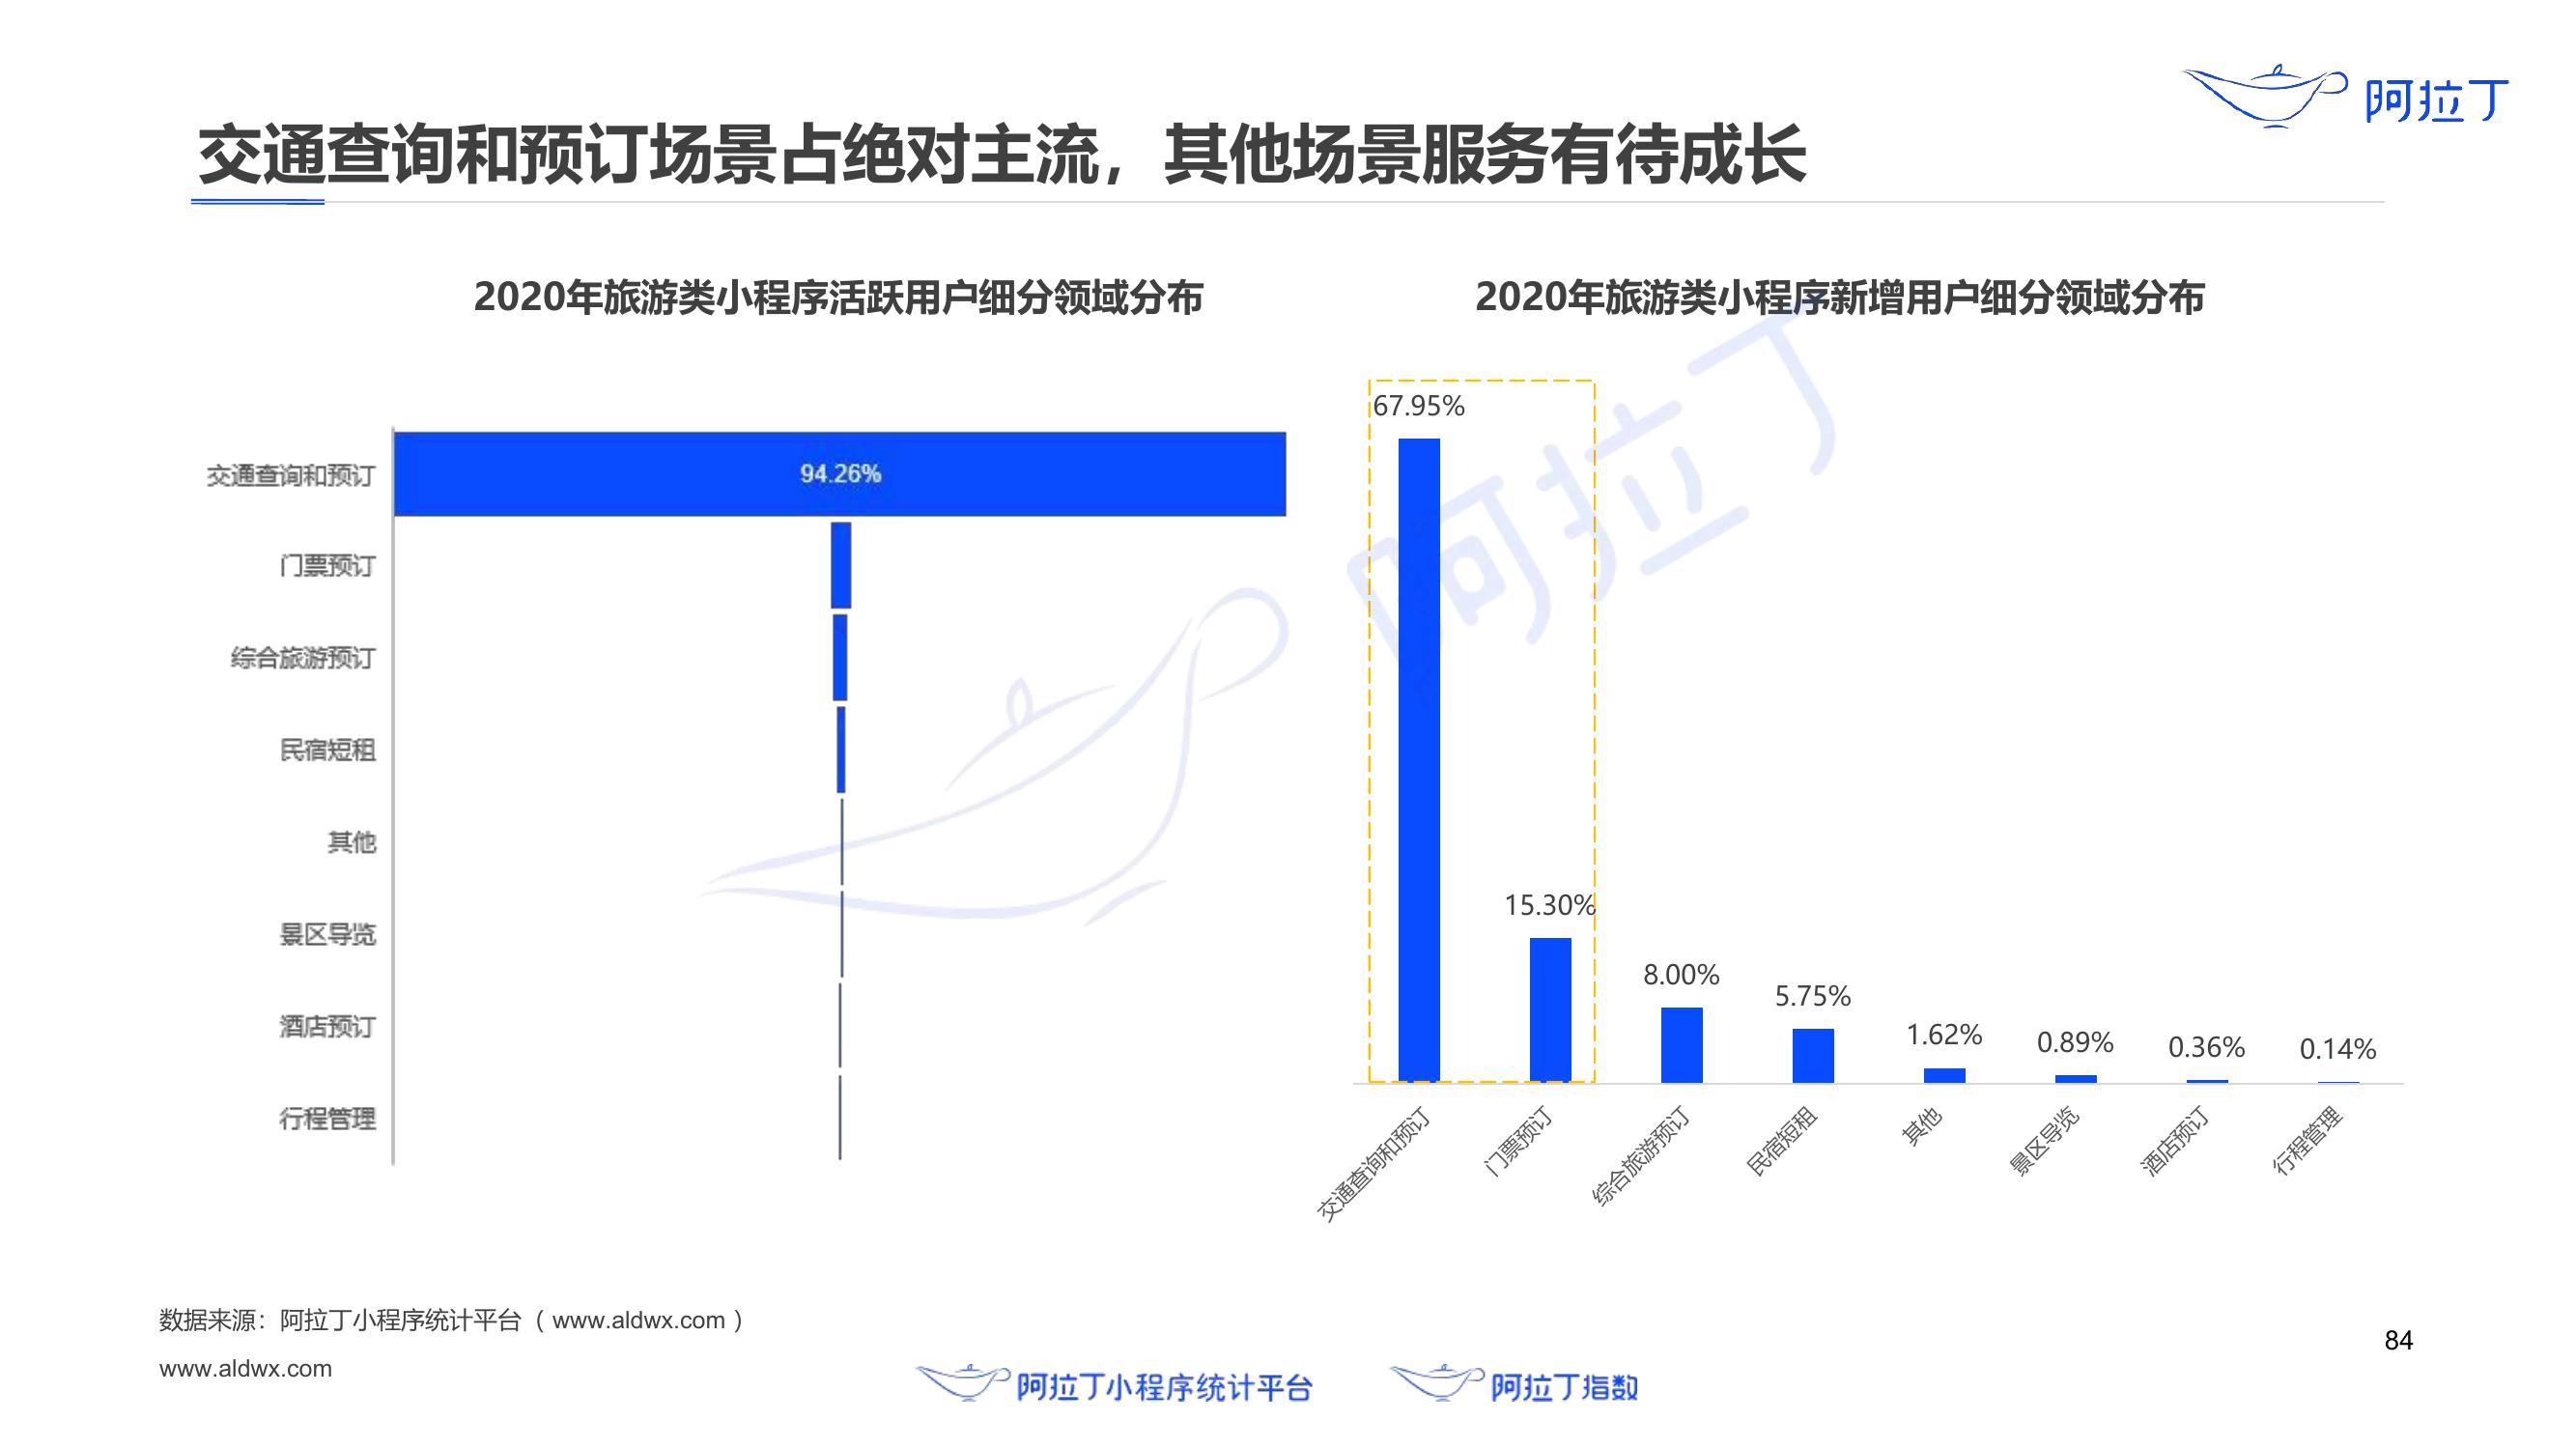 阿拉丁
交通查询和预订场景占绝对主流，其他场景服务有待成长
2020年旅游类小程序活跃用户细分领域分布
交通查询和预订
94.26%
门票预订
综合旅游预订
民宿短租
其他
景区导览
酒店预订
行程管理
2020年旅游类小程序新增用户细分领域分布
67.95%
15.30%
8.00%
5.75%
1.62%
0.89%
0.36%
0.14%
交通查询和预订
门票预订
综合旅游预订
民宿短租
其他
景区导览
酒店预订
行程管理
阿拉丁
数据来源：阿拉丁小程序统计平台（www.aldwx.com）
www.aldwx.com
阿拉丁小程序统计平台
阿拉丁指数
84